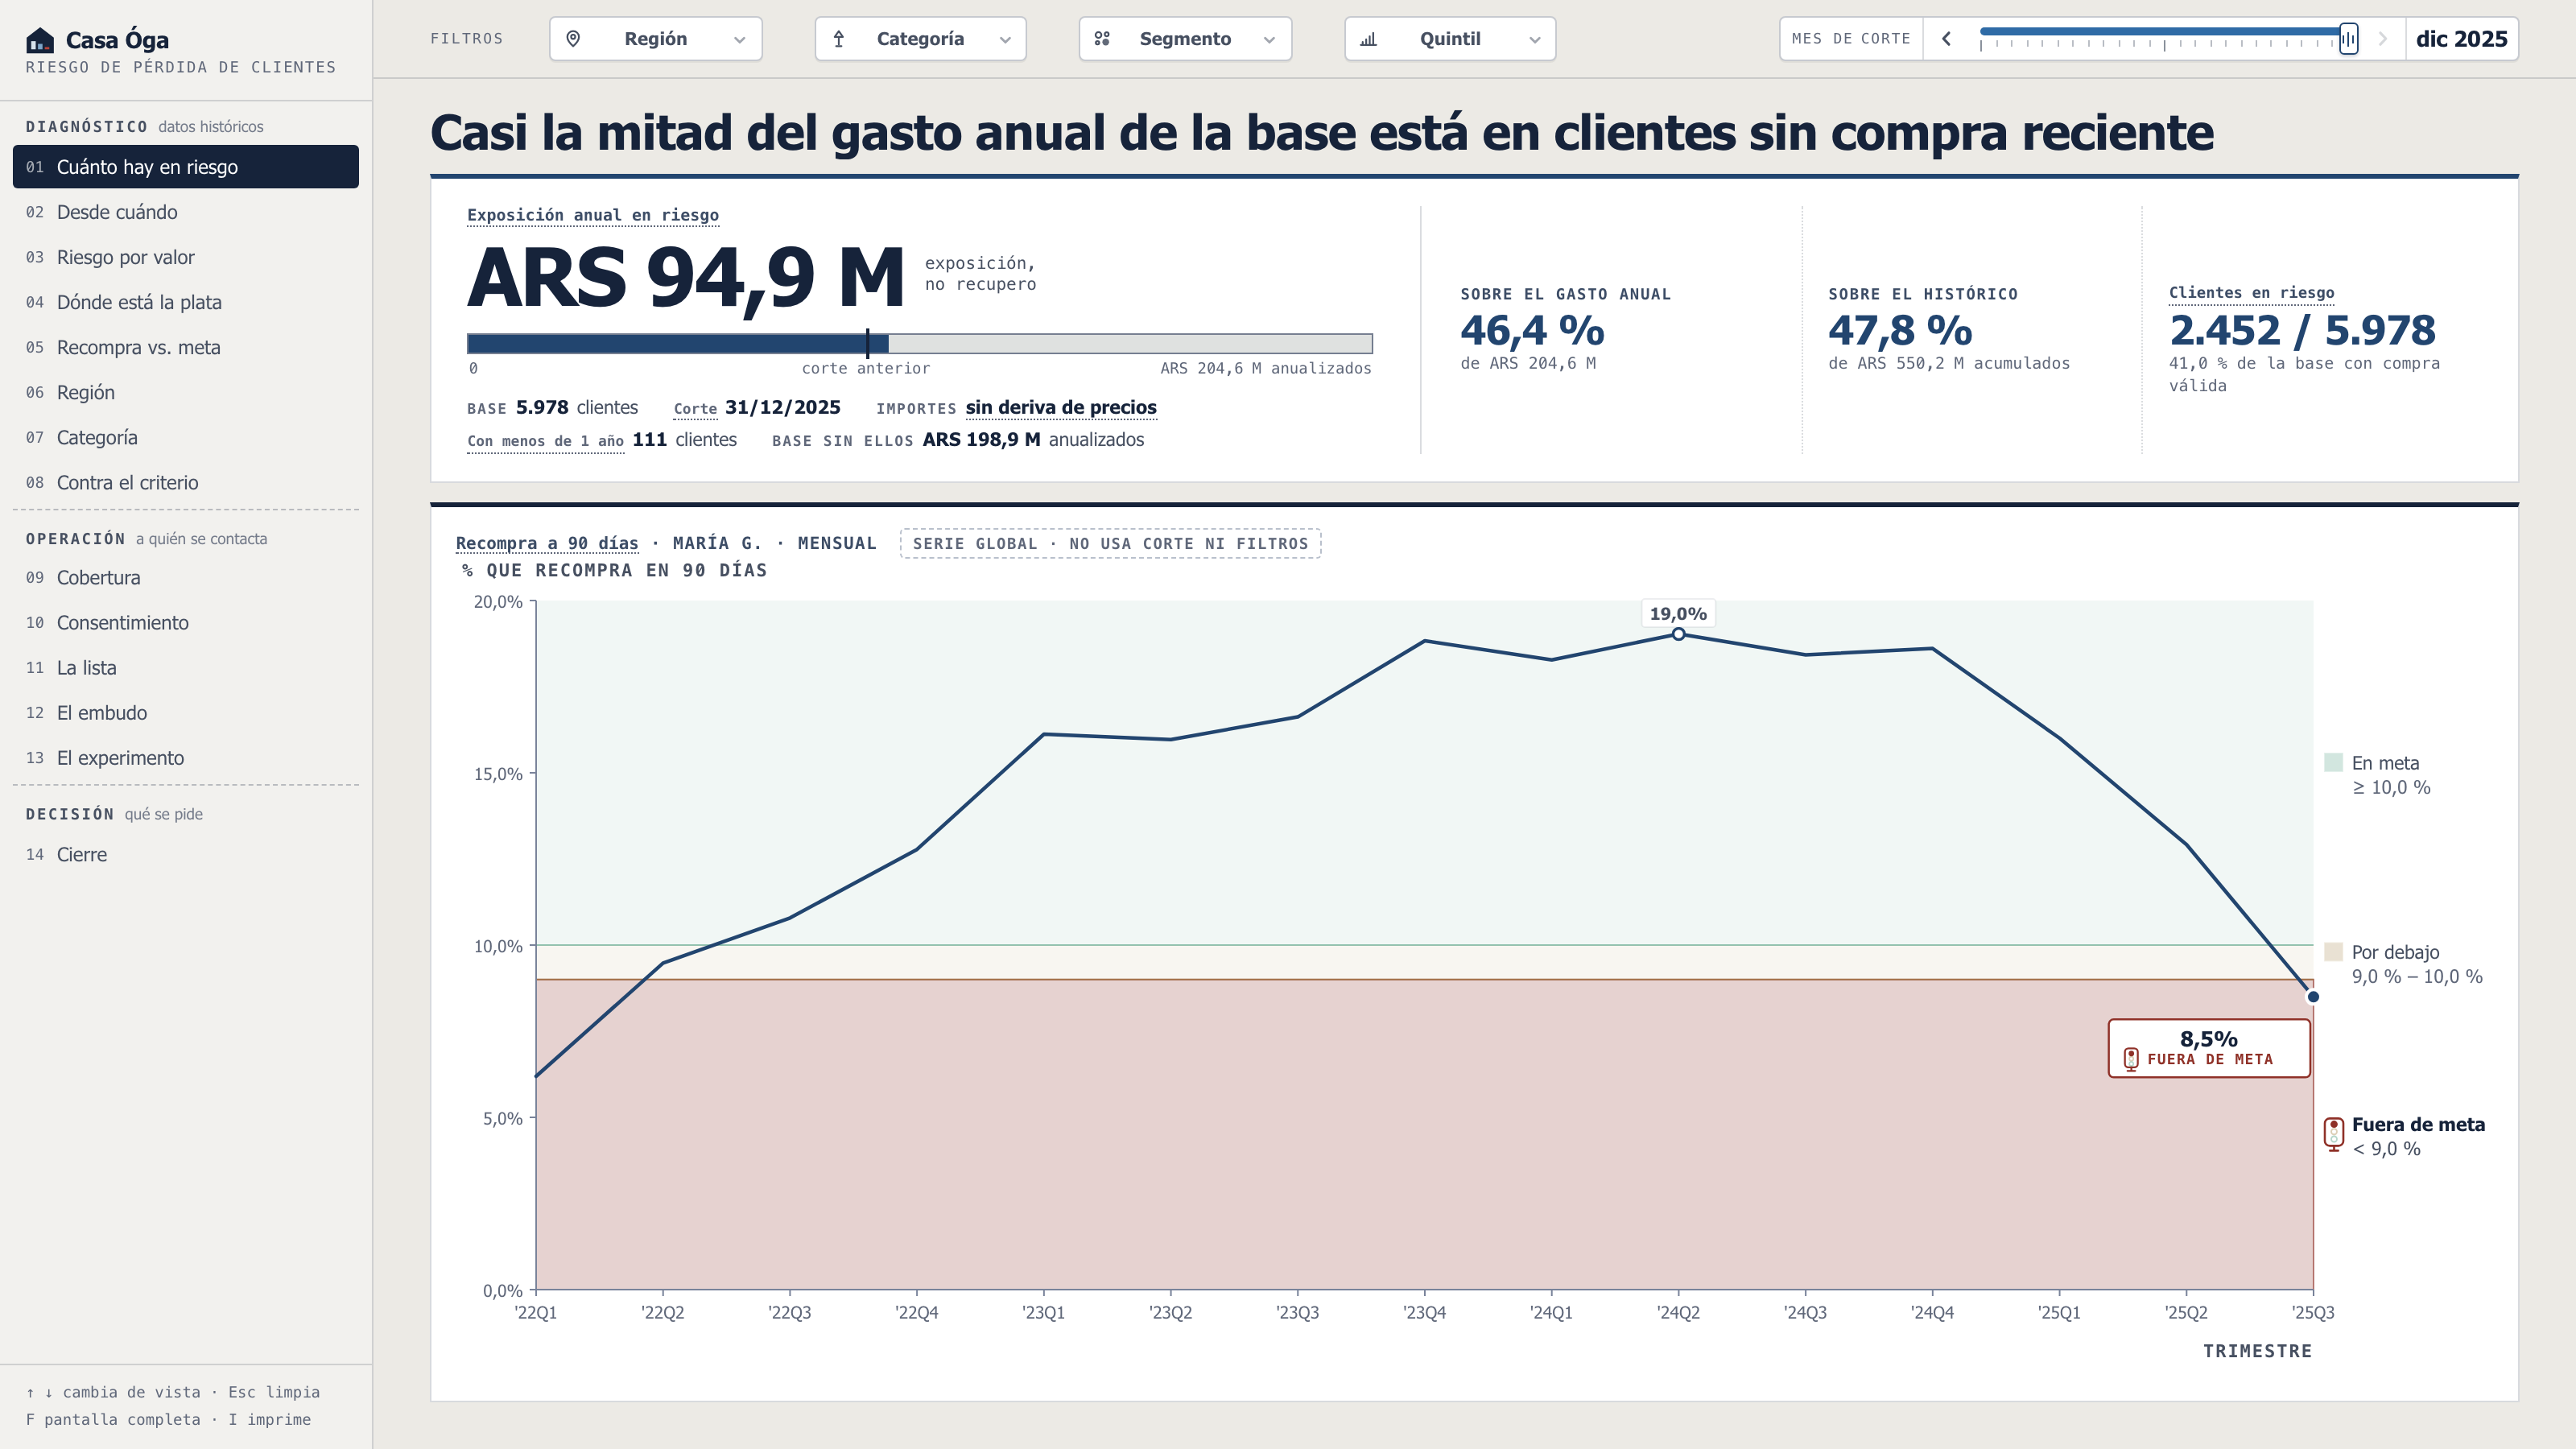 Casa Óga
RIESGO DE PÉRDIDA DE CLIENTES
DIAGNÓSTICO datos históricos
01 Cuánto hay en riesgo
02 Desde cuándo
03 Riesgo por valor
04 Dónde está la plata
05 Recompra vs. meta
06 Región
07 Categoría
08 Contra el criterio
OPERACIÓN a quién se contacta
09 Cobertura
10 Consentimiento
11 La lista
12 El embudo
13 El experimento
DECISIÓN qué se pide
14 Cierre
↑ ↓ cambia de vista · Esc limpia
F pantalla completa · I imprime
FILTROS
Región
Categoría
Segmento
Quintil
MES DE CORTE
dic 2025
Casi la mitad del gasto anual de la base está en clientes sin compra reciente
Exposición anual en riesgo
ARS 94,9 M
exposición,
no recupero
0
corte anterior
ARS 204,6 M anualizados
BASE 5.978 clientes Corte 31/12/2025 IMPORTES sin deriva de precios
Con menos de 1 año 111 clientes BASE SIN ELLOS ARS 198,9 M anualizados
SOBRE EL GASTO ANUAL
46,4 %
de ARS 204,6 M
SOBRE EL HISTÓRICO
47,8 %
de ARS 550,2 M acumulados
Clientes en riesgo
2.452 / 5.978
41,0 % de la base con compra
válida
Recompra a 90 días · MARÍA G. · MENSUAL
SERIE GLOBAL · NO USA CORTE NI FILTROS
% QUE RECOMPRA EN 90 DÍAS
20,0%
15,0%
10,0%
5,0%
0,0%
19,0%
8,5%
FUERA DE META
En meta
≥ 10,0 %
Por debajo
9,0 % – 10,0 %
Fuera de meta
< 9,0 %
'22Q1 '22Q2 '22Q3 '22Q4 '23Q1 '23Q2 '23Q3 '23Q4 '24Q1 '24Q2 '24Q3 '24Q4 '25Q1 '25Q2 '25Q3
TRIMESTRE